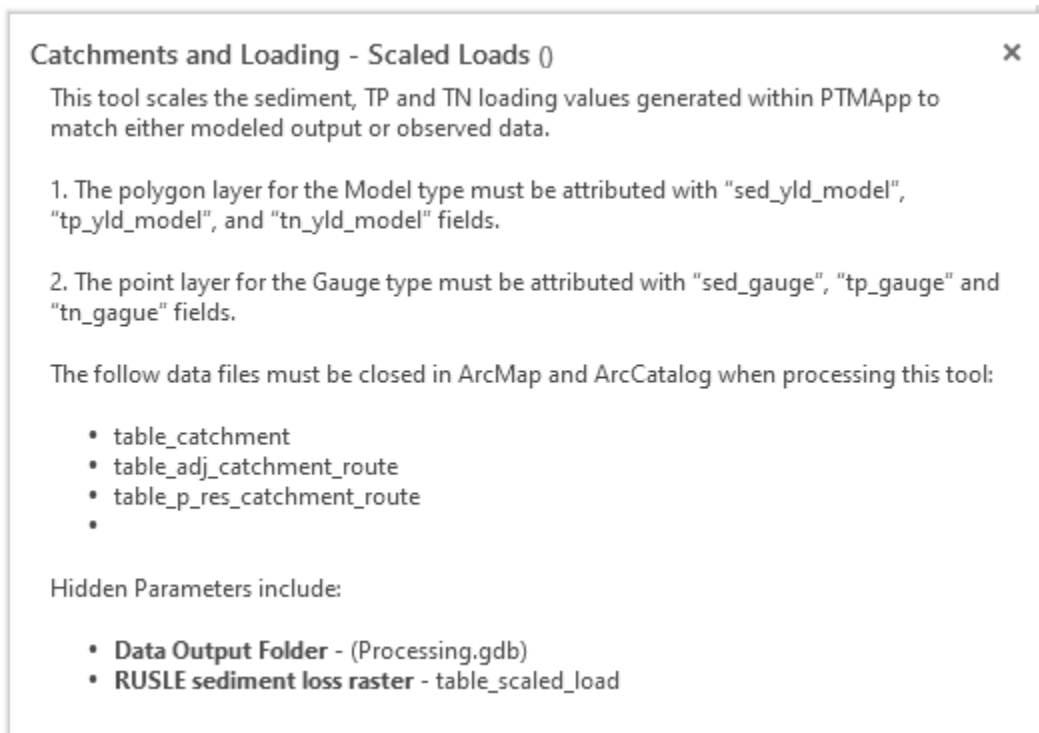 Catchments and Loading - Scaled Loads ()
This tool scales the sediment, TP and TN loading values generated within PTMApp to
match either modeled output or observed data.
1. The polygon layer for the Model type must be attributed with “sed_yld_model”,
“tp_yld_model”, and “tn_yld_model” fields.
2. The point layer for the Gauge type must be attributed with “sed_gauge”, “tp_gauge” and
“tn_gague” fields.
The follow data files must be closed in ArcMap and ArcCatalog when processing this tool:
• table_catchment
• table_adj_catchment_route
• table_p_res_catchment_route
•
Hidden Parameters include:
• Data Output Folder - (Processing.gdb)
• RUSLE sediment loss raster - table_scaled_load